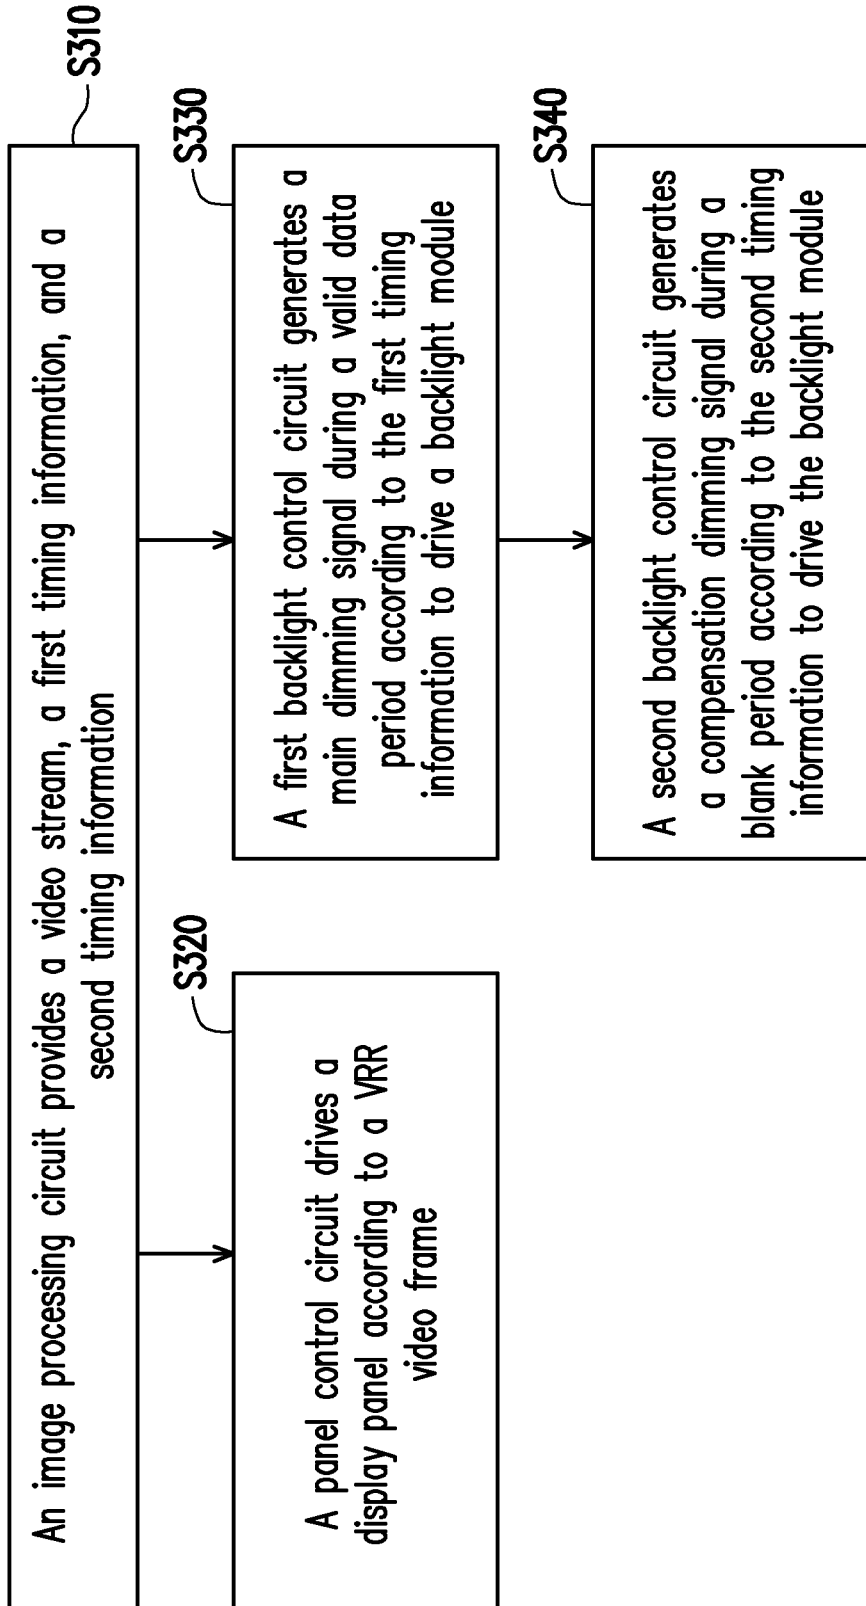 An image processing circuit provides a video stream, a first timing information, and a
second timing information
S310
A panel control circuit drives a
display panel according to a VRR
video frame
S320
A first backlight control circuit generates a
main dimming signal during a valid data
period according to the first timing
information to drive a backlight module
S330
A second backlight control circuit generates
a compensation dimming signal during a
blank period according to the second timing
information to drive the backlight module
S340